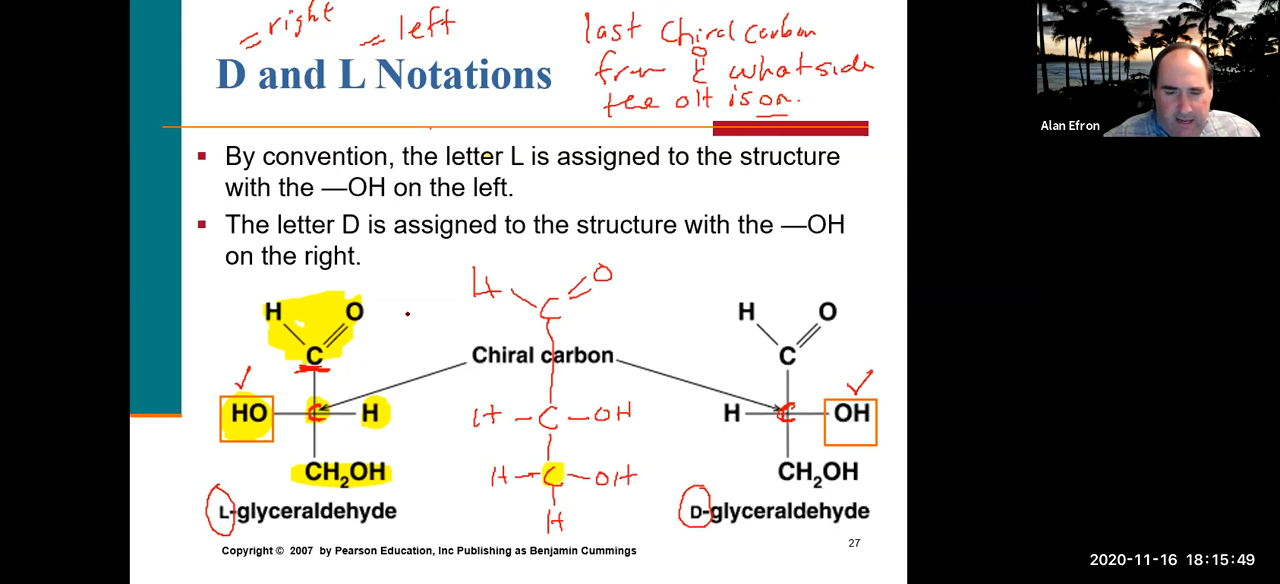 = right = left
last chiral carbon
from C=O what side
the OH is on.
D and L Notations
Alan Efron
▪ By convention, the letter L is assigned to the structure
with the —OH on the left.
▪ The letter D is assigned to the structure with the —OH
on the right.
H O H O H O
C C C
Chiral carbon
HO C H H - C - OH H C OH
CH₂OH H - C - OH CH₂OH
H
L-glyceraldehyde D-glyceraldehyde
27
Copyright © 2007 by Pearson Education, Inc Publishing as Benjamin Cummings
2020-11-16 18:15:49